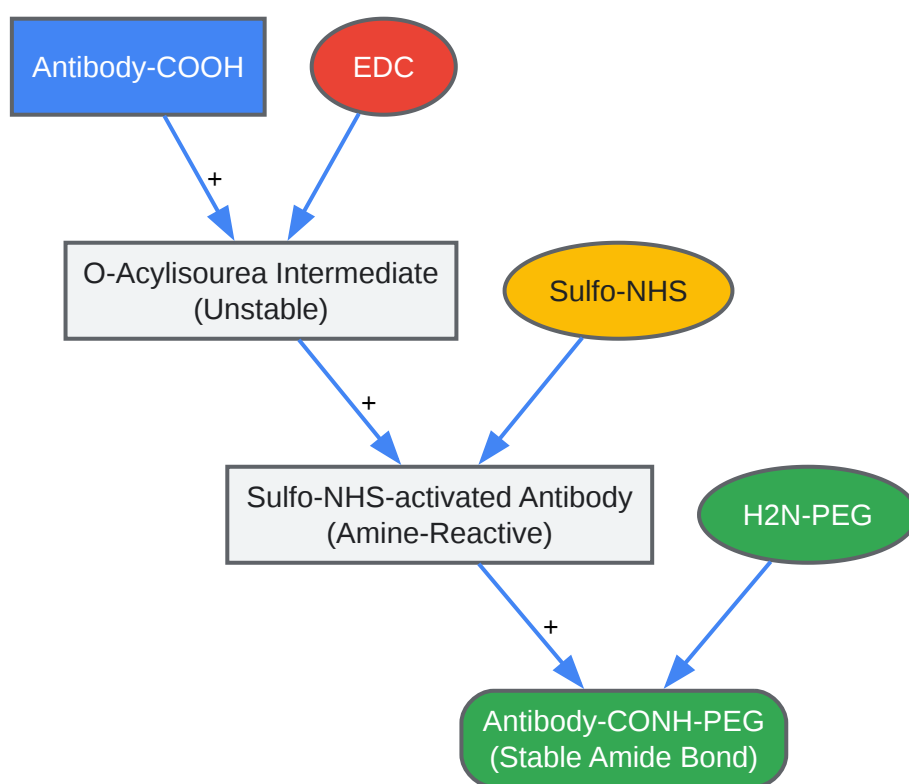 Antibody-COOH
EDC
+
O-Acylisourea Intermediate
(Unstable)
Sulfo-NHS
+
Sulfo-NHS-activated Antibody
(Amine-Reactive)
H2N-PEG
+
Antibody-CONH-PEG
(Stable Amide Bond)